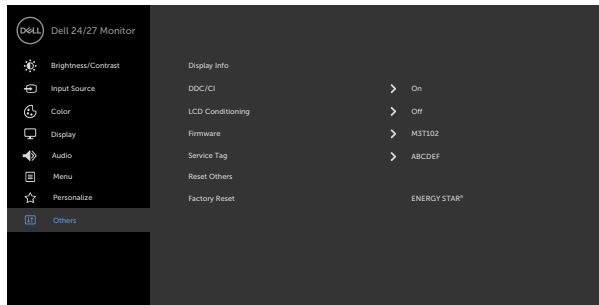 DELL Dell 24/27 Monitor
Brightness/Contrast Display Info
Input Source DDC/CI On
Color LCD Conditioning Off
Display Firmware M3T102
Audio Service Tag ABCDEF
Menu Reset Others
Personalize Factory Reset ENERGY STAR®
Others